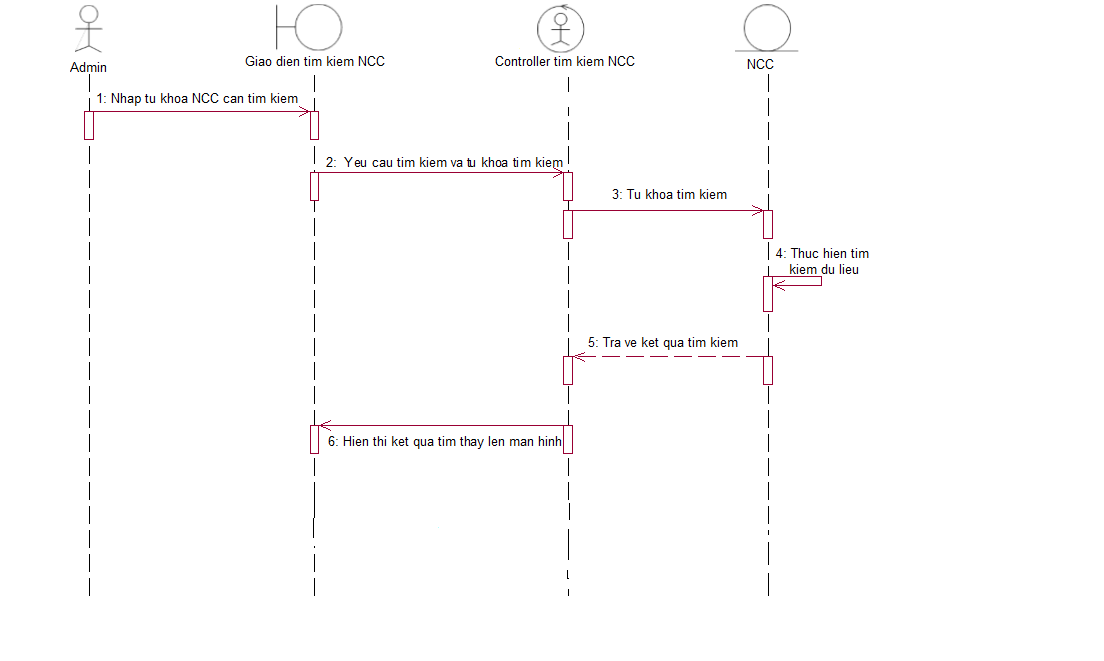 Admin
Giao dien tim kiem NCC
Controller tim kiem NCC
NCC
1: Nhap tu khoa NCC can tim kiem
2: Yeu cau tim kiem va tu khoa tim kiem
3: Tu khoa tim kiem
4: Thuc hien tim
kiem du lieu
5: Tra ve ket qua tim kiem
6: Hien thi ket qua tim thay len man hinh